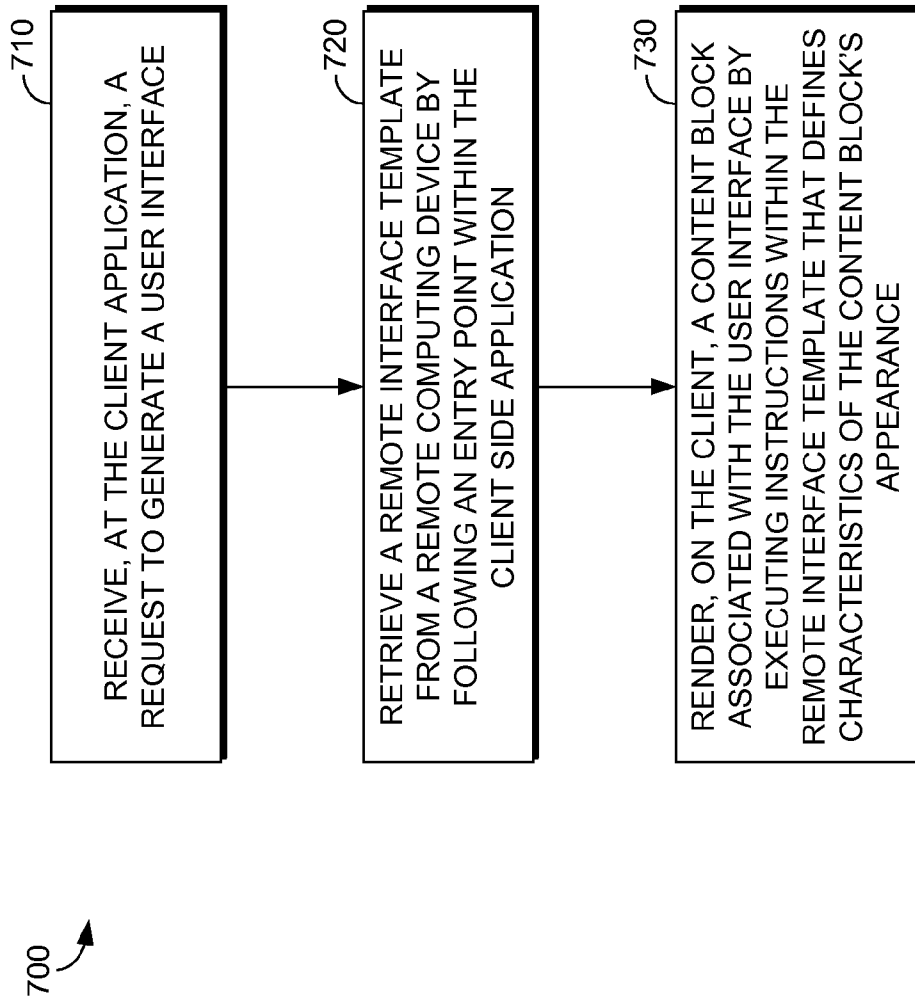 700
710
RECEIVE, AT THE CLIENT APPLICATION, A
REQUEST TO GENERATE A USER INTERFACE
720
RETRIEVE A REMOTE INTERFACE TEMPLATE
FROM A REMOTE COMPUTING DEVICE BY
FOLLOWING AN ENTRY POINT WITHIN THE
CLIENT SIDE APPLICATION
730
RENDER, ON THE CLIENT, A CONTENT BLOCK
ASSOCIATED WITH THE USER INTERFACE BY
EXECUTING INSTRUCTIONS WITHIN THE
REMOTE INTERFACE TEMPLATE THAT DEFINES
CHARACTERISTICS OF THE CONTENT BLOCK'S
APPEARANCE